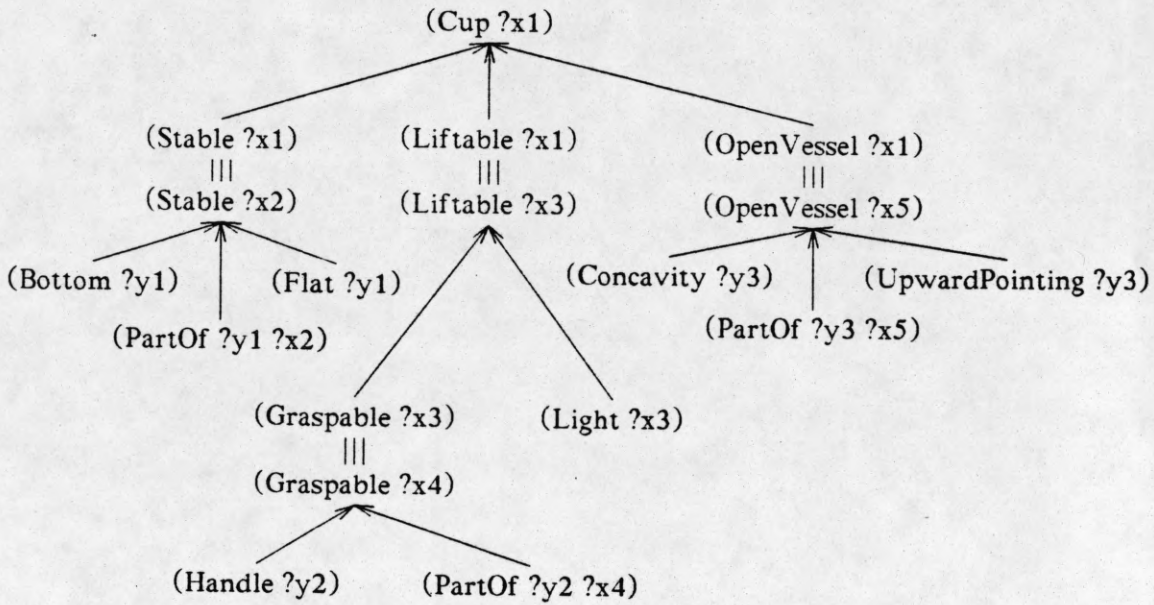 (Cup ?x1)
(Stable ?x1) (Liftable ?x1) (OpenVessel ?x1)
||| ||| |||
(Stable ?x2) (Liftable ?x3) (OpenVessel ?x5)
(Bottom ?y1) (Flat ?y1) (Concavity ?y3) (UpwardPointing ?y3)
(PartOf ?y1 ?x2) (PartOf ?y3 ?x5)
(Graspable ?x3) (Light ?x3)
|||
(Graspable ?x4)
(Handle ?y2) (PartOf ?y2 ?x4)